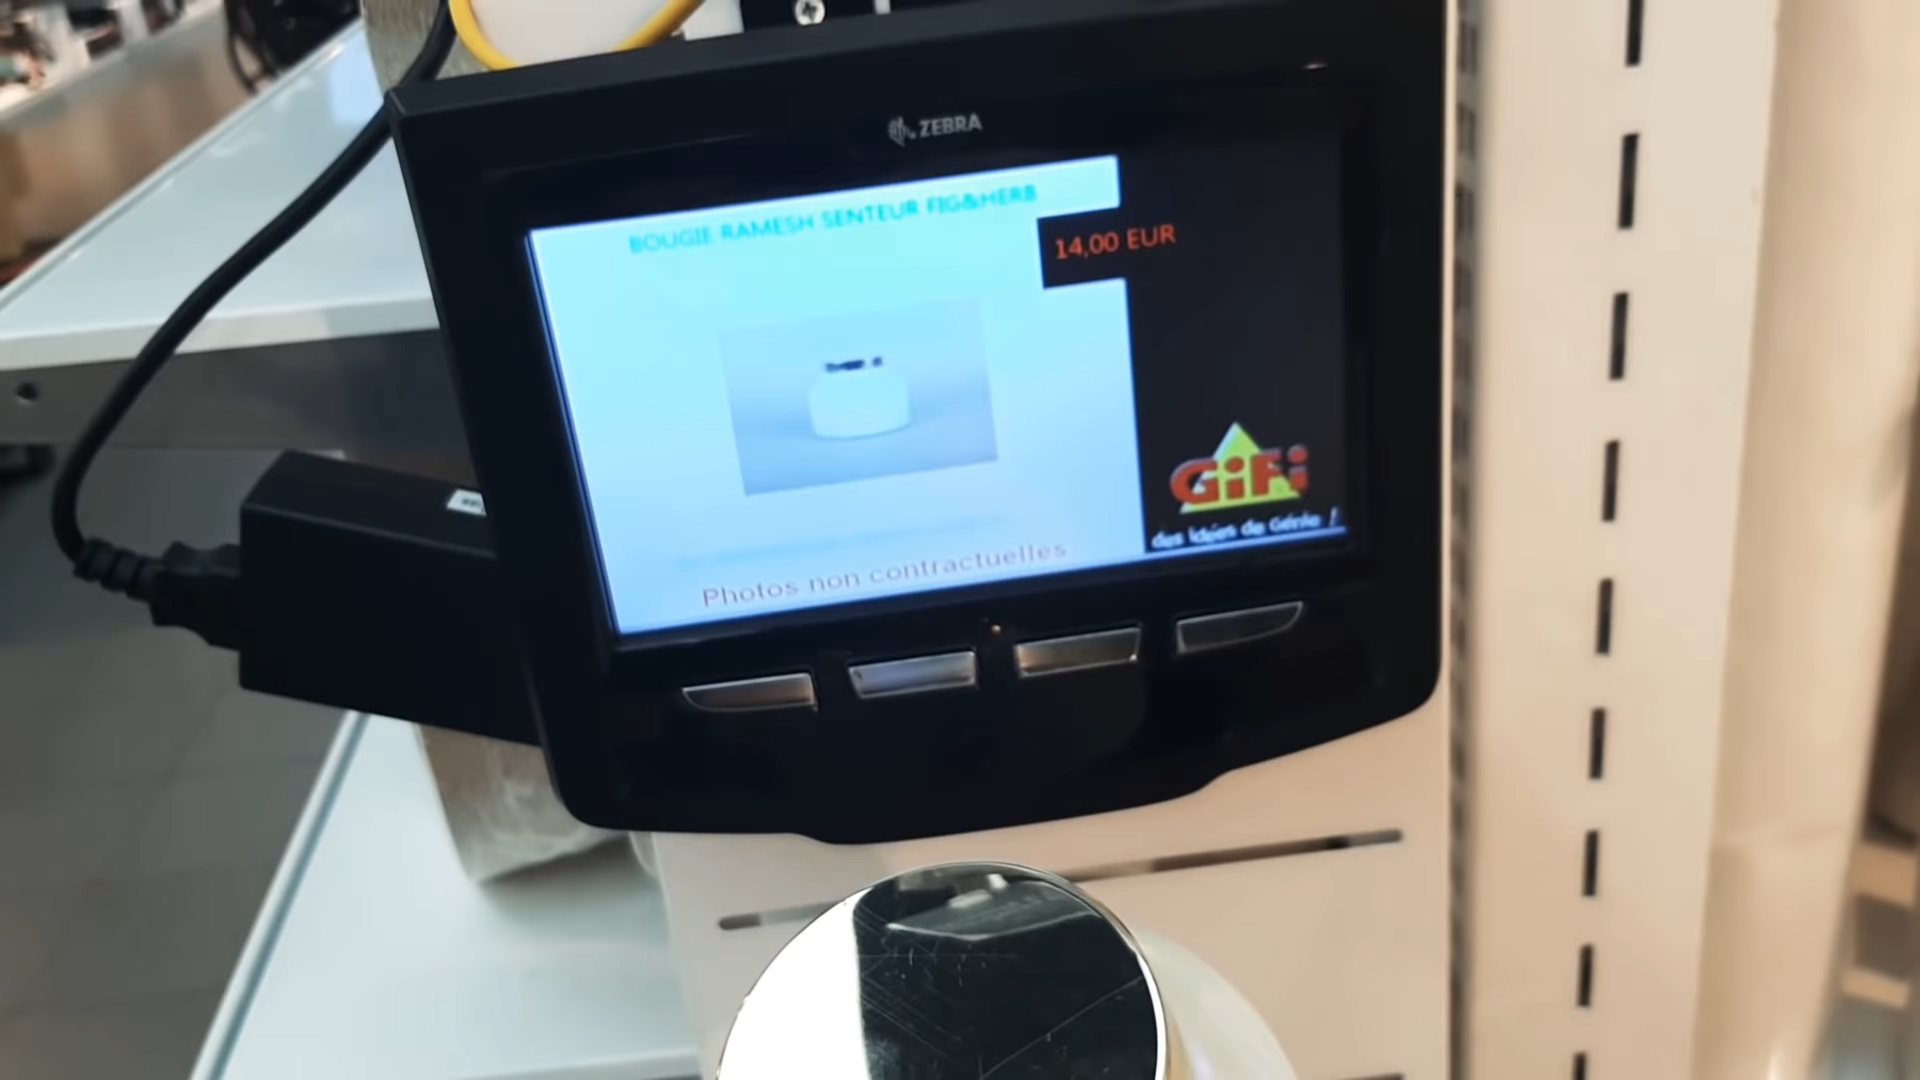 ZEBRA
BOUGIE RAMESH SENTEUR FIG&HERB
14,00 EUR
GiFi
des idées de Génie !
Photos non contractuelles